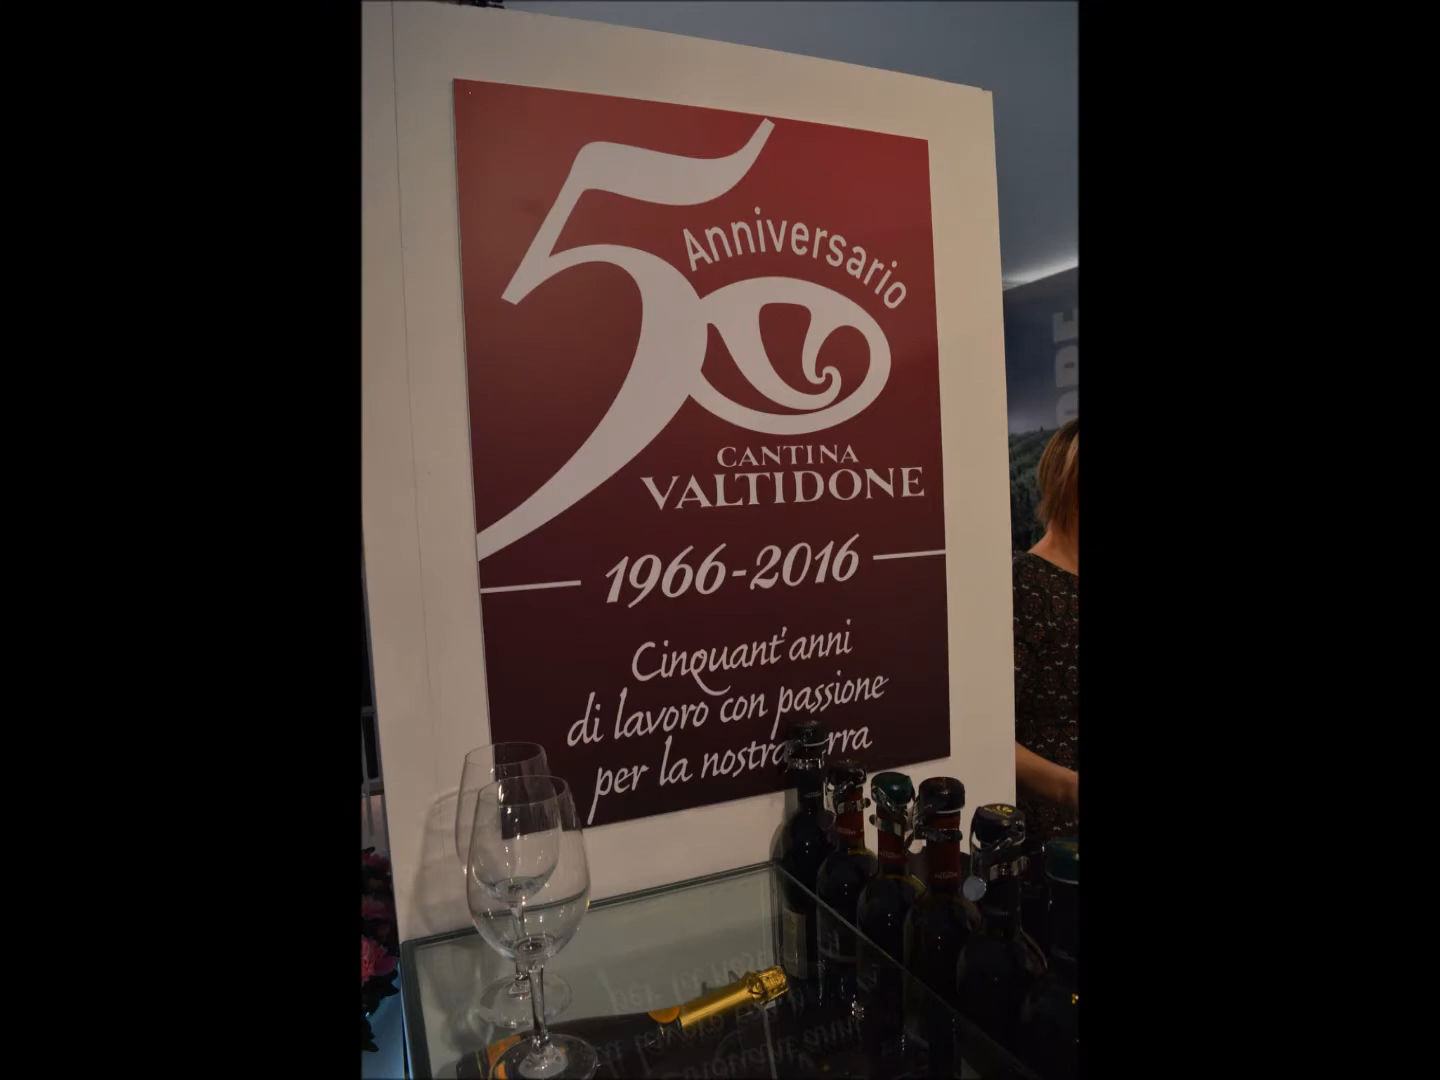 50
Anniversario
CANTINA
VALTIDONE
1966-2016
Cinquant'anni
di lavoro con passione
per la nostra